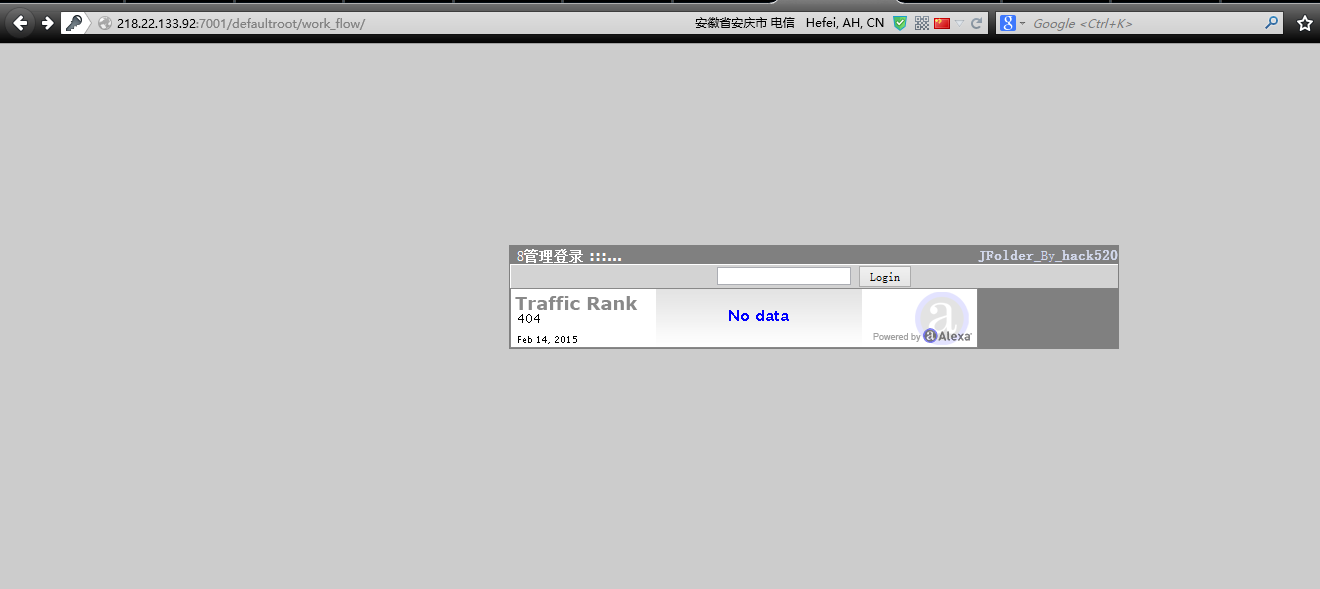 218.22.133.92:7001/defaultroot/work_flow/ 安徽省安庆市 电信 Hefei, AH, CN Google <Ctrl+K>
8管理登录 :::... JFolder_By_hack520
Login
Traffic Rank
404
No data
Feb 14, 2015
Powered by Alexa